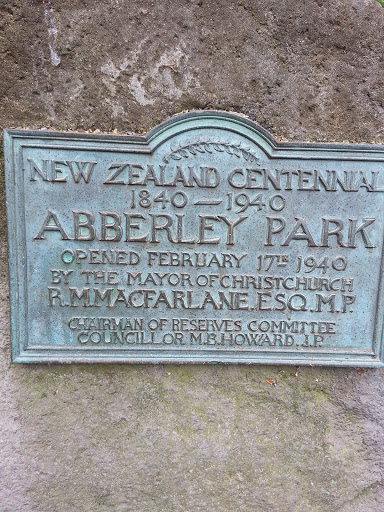 NEW ZEALAND CENTENNIAL
1840 — 1940
ABBERLEY PARK
OPENED FEBRUARY 17TH 1940
BY THE MAYOR OF CHRISTCHURCH
R.M.MACFARLANE.ESQ.M.P.
CHAIRMAN OF RESERVES COMMITTEE
COUNCILLOR M.B.HOWARD.J.P.